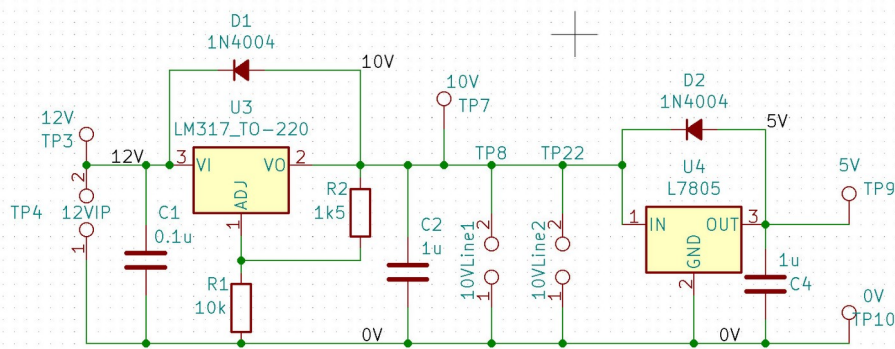 D1
1N4004
10V
12V
TP3
U3
LM317_TO-220
12V
3
VI
VO
2
ADJ
1
TP4
2
12VIP
1
C1
0.1u
R1
10k
R2
1k5
C2
1u
0V
10V
TP7
TP8
TP22
2
10VLine1
1
2
10VLine2
1
D2
1N4004
5V
U4
L7805
1
IN
OUT
3
GND
2
5V
TP9
1u
C4
0V
0V
TP10